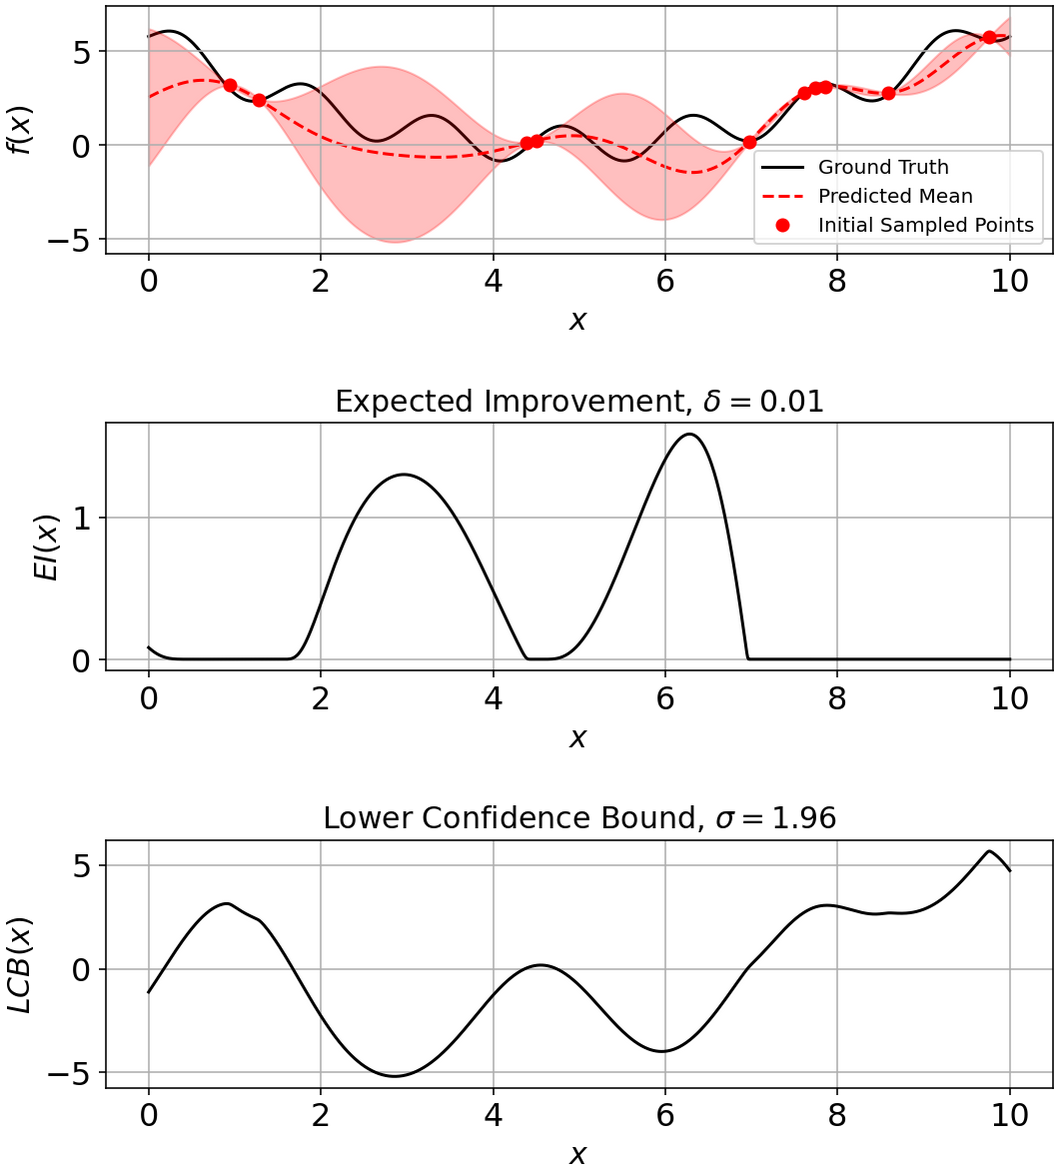 5
0
−5
f(x)
Ground Truth
Predicted Mean
Initial Sampled Points
0 2 4 6 8 10
x
Expected Improvement, δ = 0.01
1
0
EI(x)
0 2 4 6 8 10
x
Lower Confidence Bound, σ = 1.96
5
0
−5
LCB(x)
0 2 4 6 8 10
x